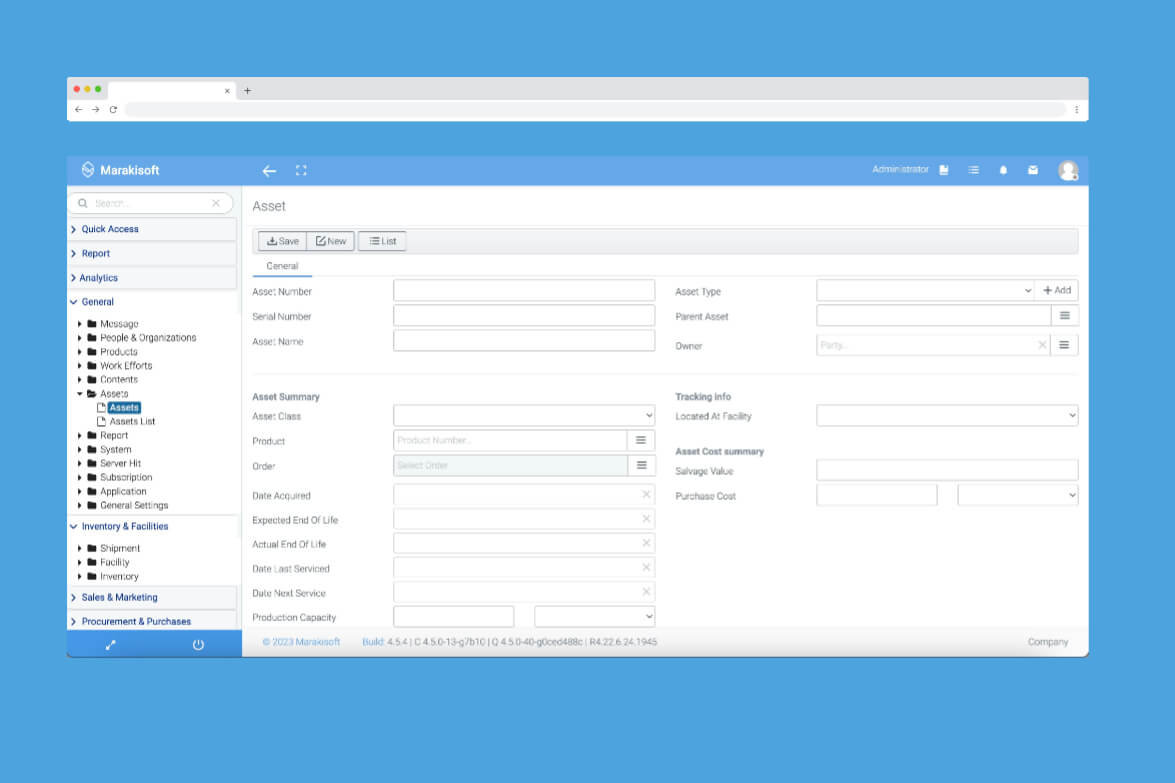 Marakisoft
Administrator
Search...
Quick Access
Report
Analytics
General
Message
People & Organizations
Products
Work Efforts
Contents
Assets
Assets
Assets List
Report
System
Server Hit
Subscription
Application
General Settings
Inventory & Facilities
Shipment
Facility
Inventory
Sales & Marketing
Procurement & Purchases
Asset
Save New List
General
Asset Number
Serial Number
Asset Name
Asset Type
Add
Parent Asset
Owner
Party...
Asset Summary
Asset Class
Product
Product Number...
Order
Select Order
Date Acquired
Expected End Of Life
Actual End Of Life
Date Last Serviced
Date Next Service
Production Capacity
Tracking info
Located At Facility
Asset Cost summary
Salvage Value
Purchase Cost
© 2023 Marakisoft Build: 4.5.4 | C 4.5.0-13-g7b10 | Q 4.5.0-40-g0ced488c | R4.22.6.24.1945 Company